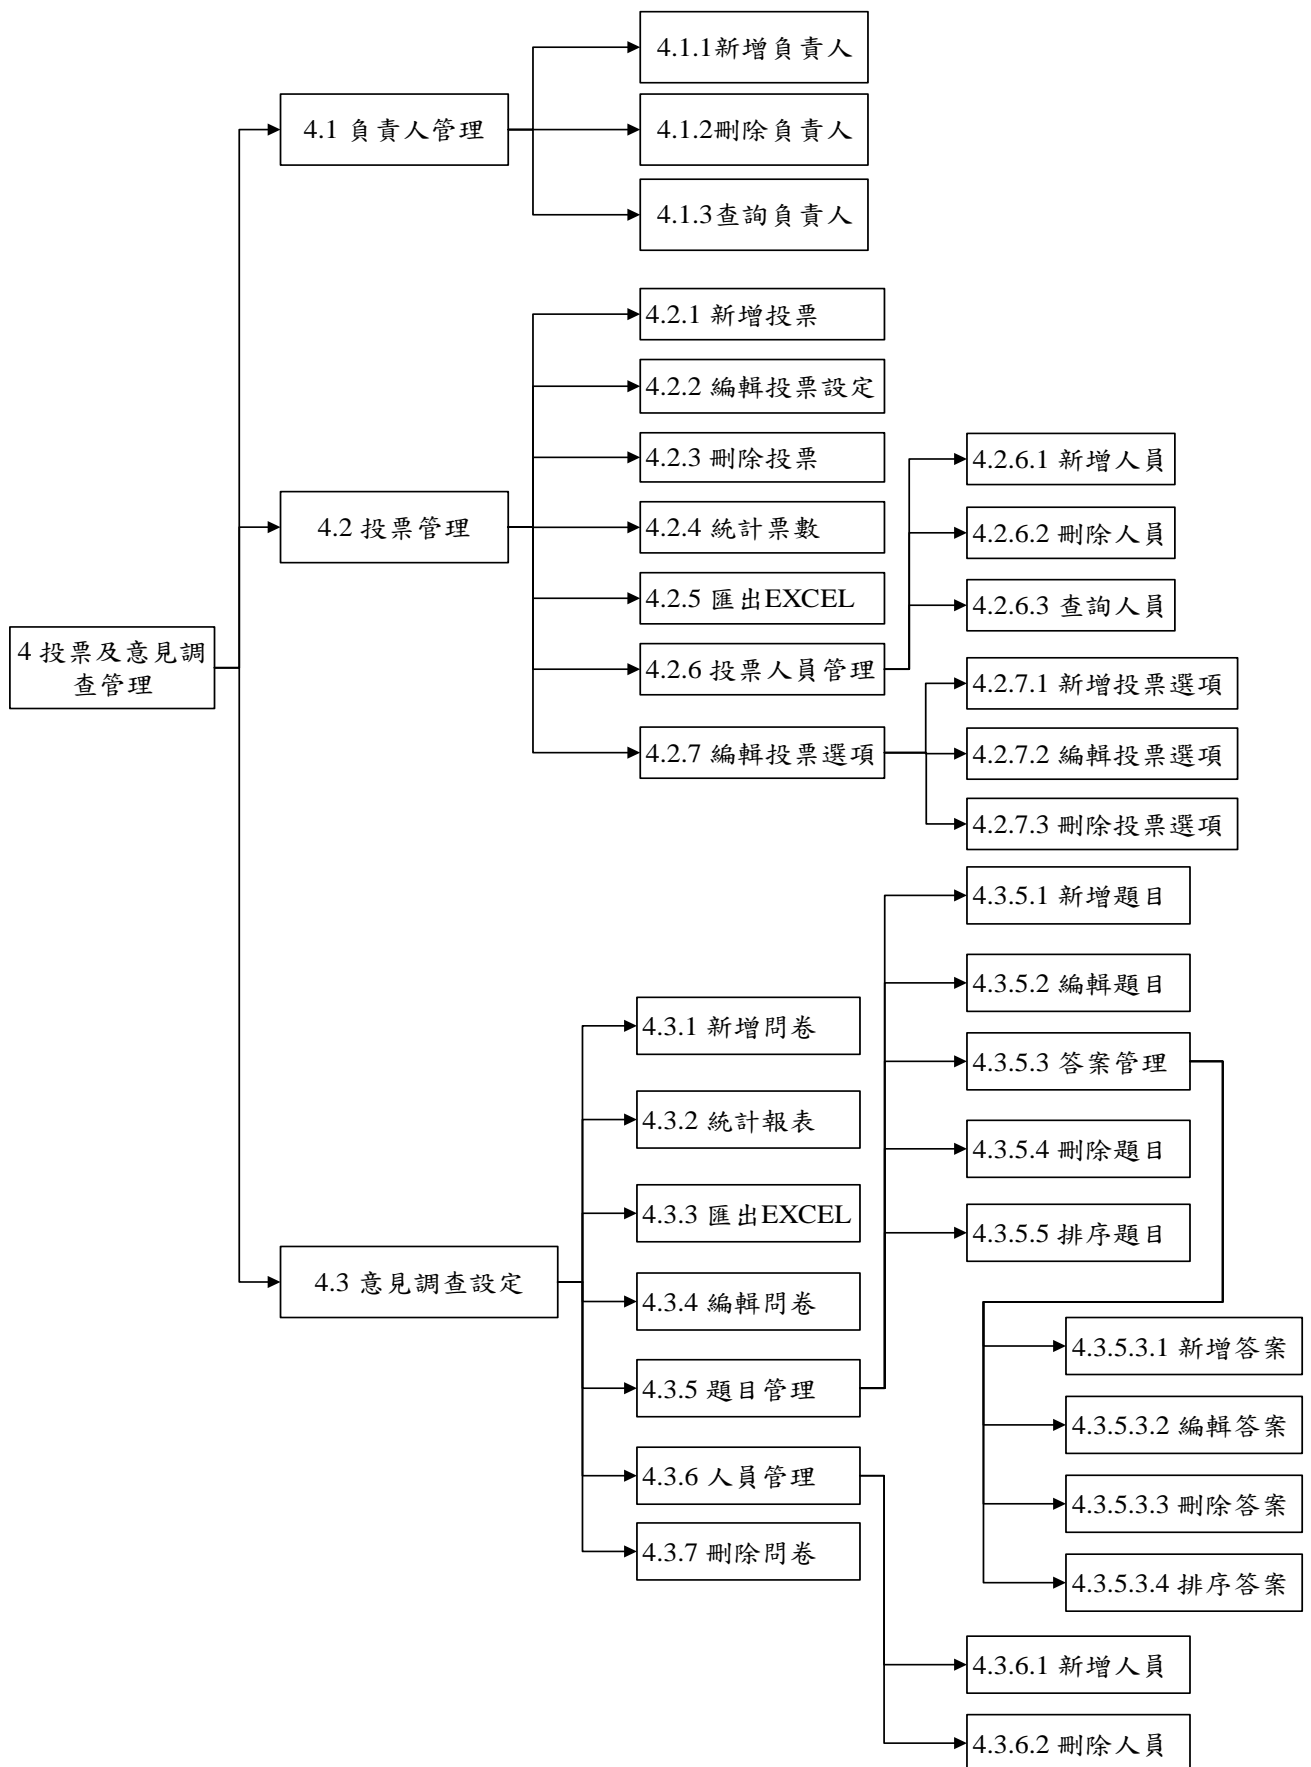 4 投票及意見調
查管理
4.1 負責人管理
4.1.1新增負責人
4.1.2刪除負責人
4.1.3查詢負責人
4.2 投票管理
4.2.1 新增投票
4.2.2 編輯投票設定
4.2.3 刪除投票
4.2.4 統計票數
4.2.5 匯出EXCEL
4.2.6 投票人員管理
4.2.6.1 新增人員
4.2.6.2 刪除人員
4.2.6.3 查詢人員
4.2.7 編輯投票選項
4.2.7.1 新增投票選項
4.2.7.2 編輯投票選項
4.2.7.3 刪除投票選項
4.3 意見調查設定
4.3.1 新增問卷
4.3.2 統計報表
4.3.3 匯出EXCEL
4.3.4 編輯問卷
4.3.5 題目管理
4.3.5.1 新增題目
4.3.5.2 編輯題目
4.3.5.3 答案管理
4.3.5.3.1 新增答案
4.3.5.3.2 編輯答案
4.3.5.3.3 刪除答案
4.3.5.3.4 排序答案
4.3.5.4 刪除題目
4.3.5.5 排序題目
4.3.6 人員管理
4.3.6.1 新增人員
4.3.6.2 刪除人員
4.3.7 刪除問卷